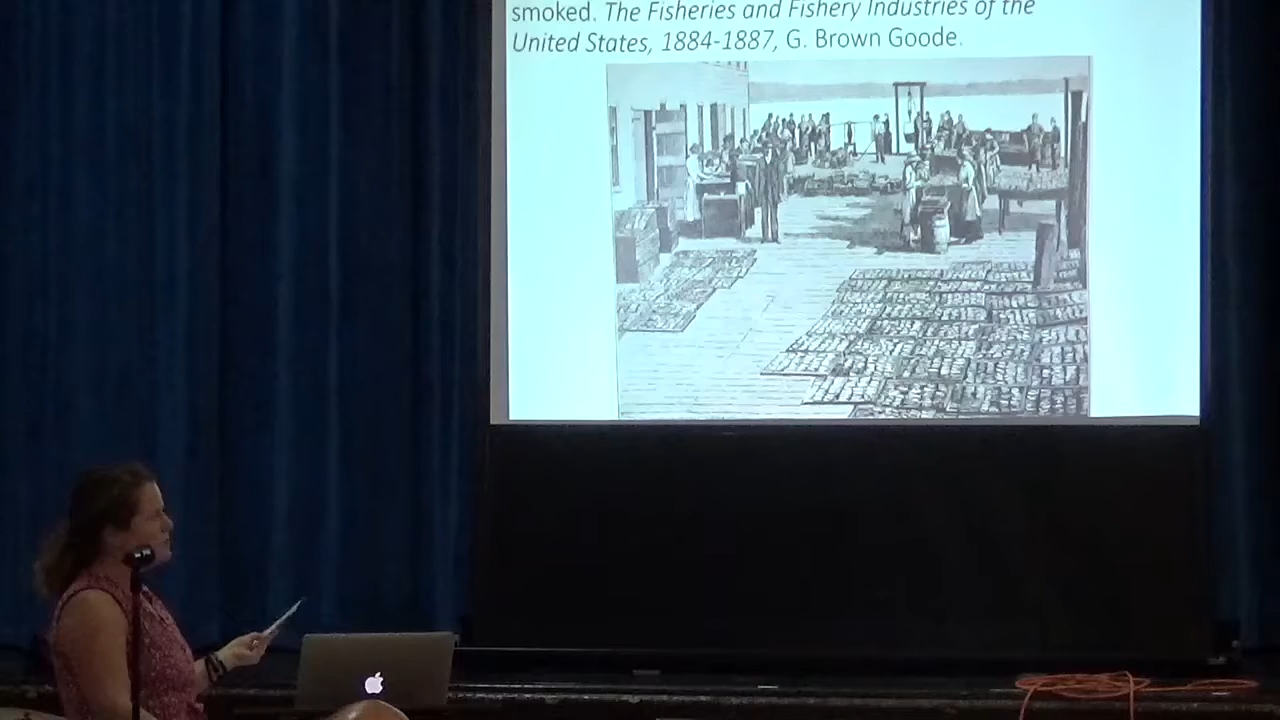 smoked. The Fisheries and Fishery Industries of the
United States, 1884-1887, G. Brown Goode.